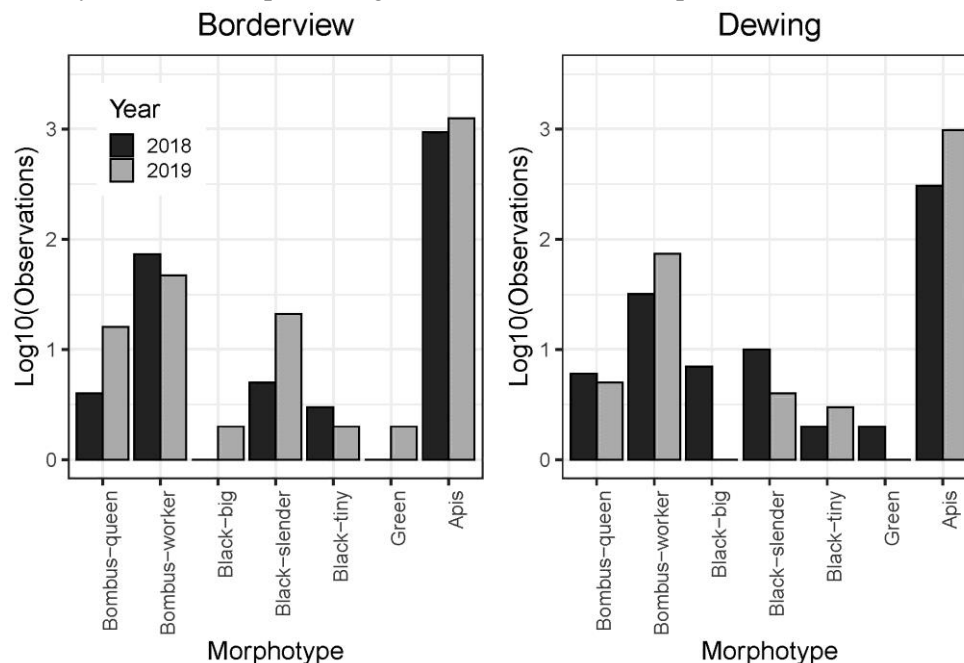 Borderview
Dewing
Log10(Observations)
3
2
1
0
Year
2018
2019
Bombus−queen
Bombus−worker
Black−big
Black−slender
Black−tiny
Green
Apis
Morphotype
Log10(Observations)
3
2
1
0
Bombus−queen
Bombus−worker
Black−big
Black−slender
Black−tiny
Green
Apis
Morphotype